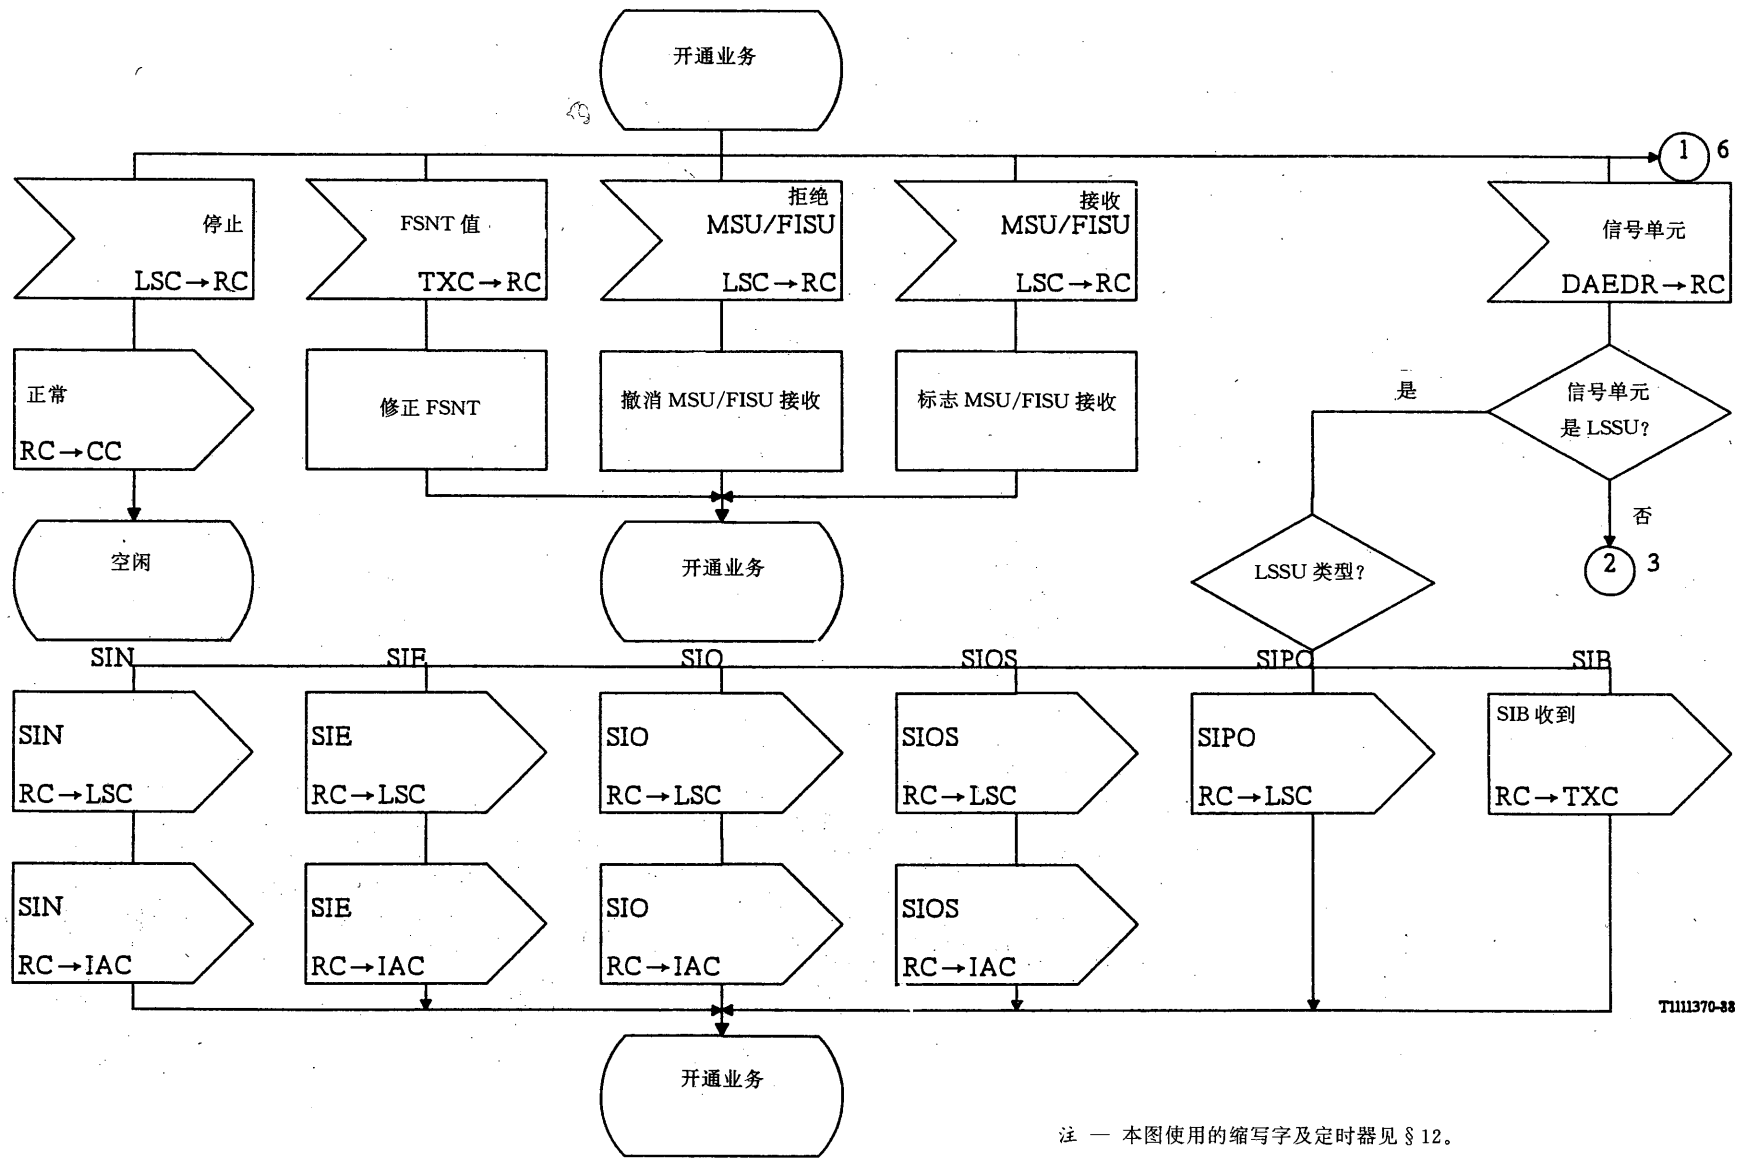 开通业务
1 6
停止
LSC→RC
FSNT 值
TXC→RC
拒绝
MSU/FISU
LSC→RC
接收
MSU/FISU
LSC→RC
信号单元
DAEDR→RC
正常
RC→CC
修正 FSNT
撤消 MSU/FISU 接收
标志 MSU/FISU 接收
是
信号单元
是 LSSU?
否
2 3
空闲
开通业务
LSSU 类型?
SIN
SIE
SIO
SIOS
SIPO
SIB
SIN
RC→LSC
SIE
RC→LSC
SIO
RC→LSC
SIOS
RC→LSC
SIPO
RC→LSC
SIB 收到
RC→TXC
SIN
RC→IAC
SIE
RC→IAC
SIO
RC→IAC
SIOS
RC→IAC
T1111370-88
开通业务
注 — 本图使用的缩写字及定时器见 § 12。